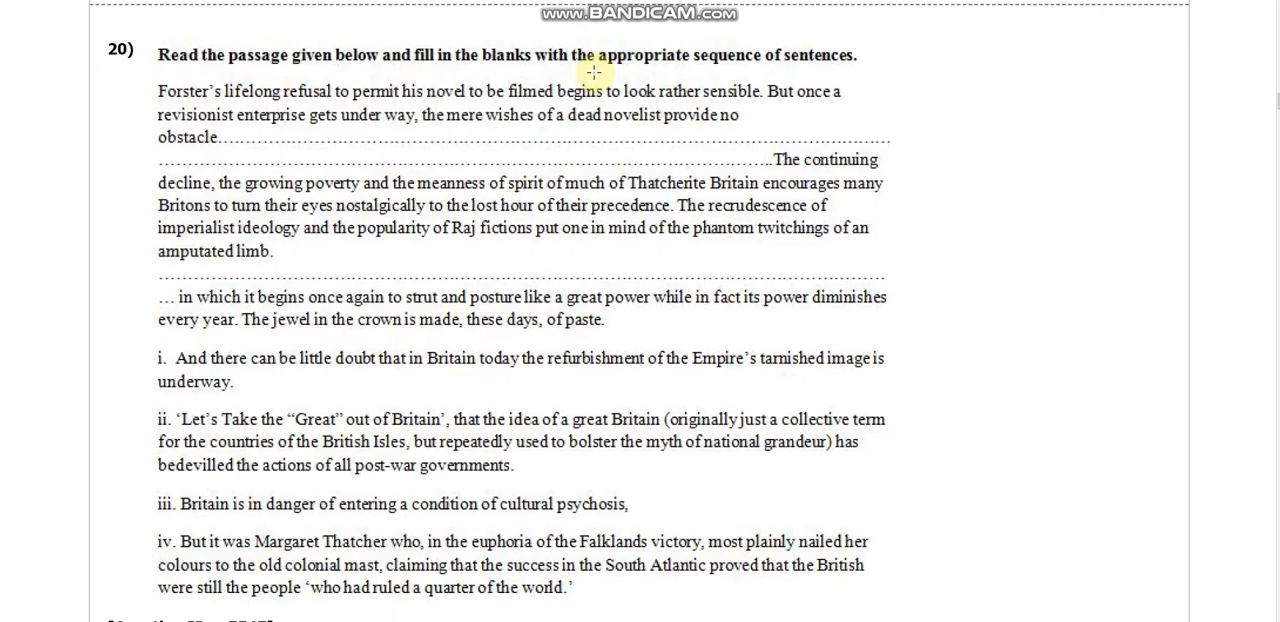 www.BANDICAM.com
20) Read the passage given below and fill in the blanks with the appropriate sequence of sentences.
Forster's lifelong refusal to permit his novel to be filmed begins to look rather sensible. But once a
revisionist enterprise gets under way, the mere wishes of a dead novelist provide no
obstacle……………………………………………………………………………………………………
……………………………………………………………………………………………..The continuing
decline, the growing poverty and the meanness of spirit of much of Thatcherite Britain encourages many
Britons to turn their eyes nostalgically to the lost hour of their precedence. The recrudescence of
imperialist ideology and the popularity of Raj fictions put one in mind of the phantom twitchings of an
amputated limb.
………………………………………………………………………………………………………………
… in which it begins once again to strut and posture like a great power while in fact its power diminishes
every year. The jewel in the crown is made, these days, of paste.
i. And there can be little doubt that in Britain today the refurbishment of the Empire's tarnished image is
underway.
ii. ‘Let's Take the “Great” out of Britain’, that the idea of a great Britain (originally just a collective term
for the countries of the British Isles, but repeatedly used to bolster the myth of national grandeur) has
bedevilled the actions of all post-war governments.
iii. Britain is in danger of entering a condition of cultural psychosis,
iv. But it was Margaret Thatcher who, in the euphoria of the Falklands victory, most plainly nailed her
colours to the old colonial mast, claiming that the success in the South Atlantic proved that the British
were still the people ‘who had ruled a quarter of the world.’